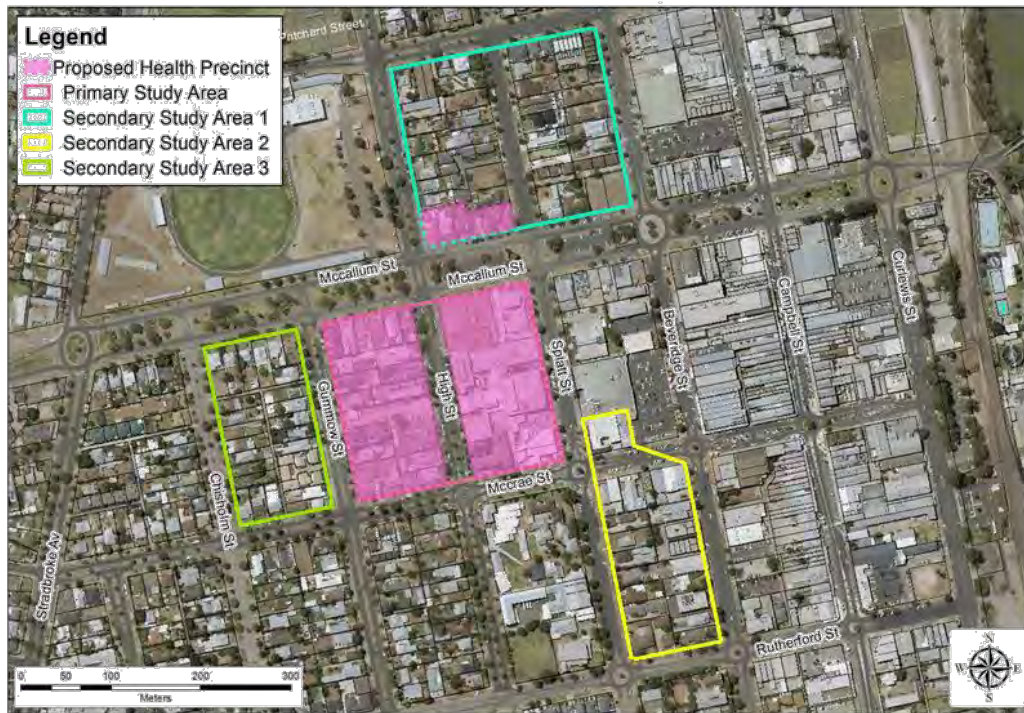 Legend
Proposed Health Precinct
Primary Study Area
Secondary Study Area 1
Secondary Study Area 2
Secondary Study Area 3
Pritchard Street
Mccallum St
Mccallum St
Curlewis St
Campbell St
Beveridge St
Splatt St
High St
Gummow St
Mccrae St
Chisholm St
Stradbroke Av
Rutherford St
0 50 100 200 300
Meters
N
W E
S